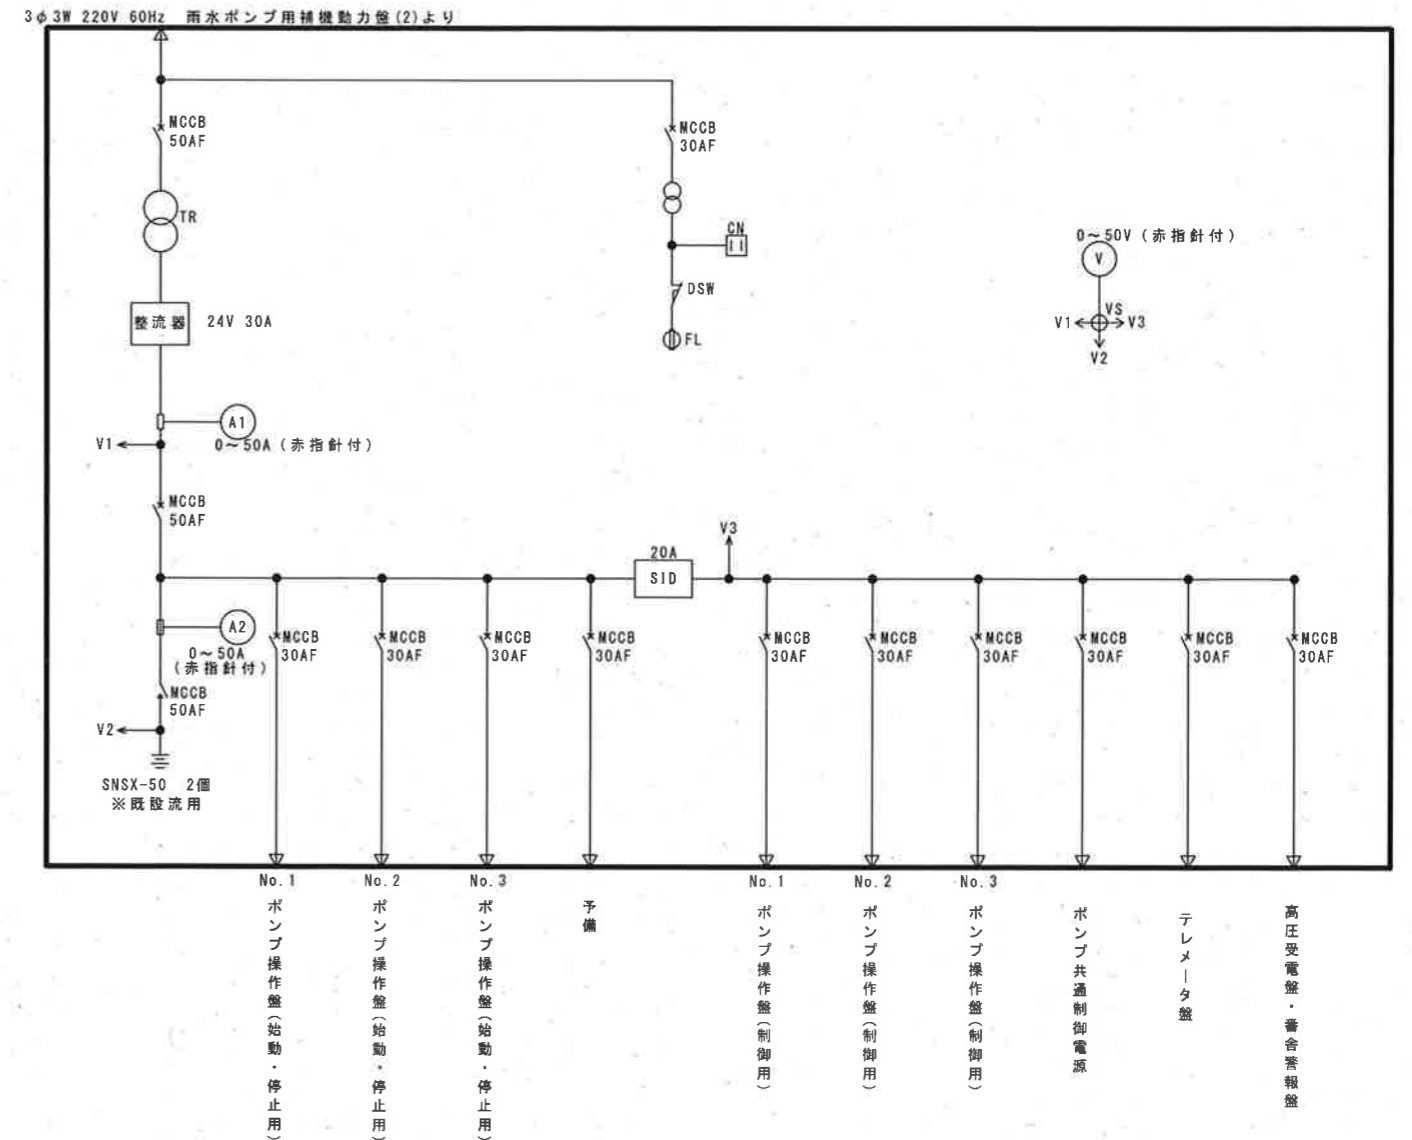 3φ3W 220V 60Hz 雨水ポンプ用補機動力盤(2)より
MCCB
50AF
MCCB
30AF
TR
CN
DSW
FL
整流器
24V 30A
0～50V (赤指針付)
V
VS
V1
V3
V2
A1
0～50A (赤指針付)
V1
MCCB
50AF
V3
20A
SID
A2
0～50A
(赤指針付)
MCCB
50AF
V2
SNSX-50 2個
※既設流用
MCCB
30AF
MCCB
30AF
MCCB
30AF
MCCB
30AF
MCCB
30AF
MCCB
30AF
MCCB
30AF
MCCB
30AF
MCCB
30AF
MCCB
30AF
No.1
ポンプ操作盤(始動・停止用)
No.2
ポンプ操作盤(始動・停止用)
No.3
ポンプ操作盤(始動・停止用)
予備
No.1
ポンプ操作盤(制御用)
No.2
ポンプ操作盤(制御用)
No.3
ポンプ操作盤(制御用)
ポンプ共通制御電源
テレメータ盤
高圧受電盤・番舎警報盤